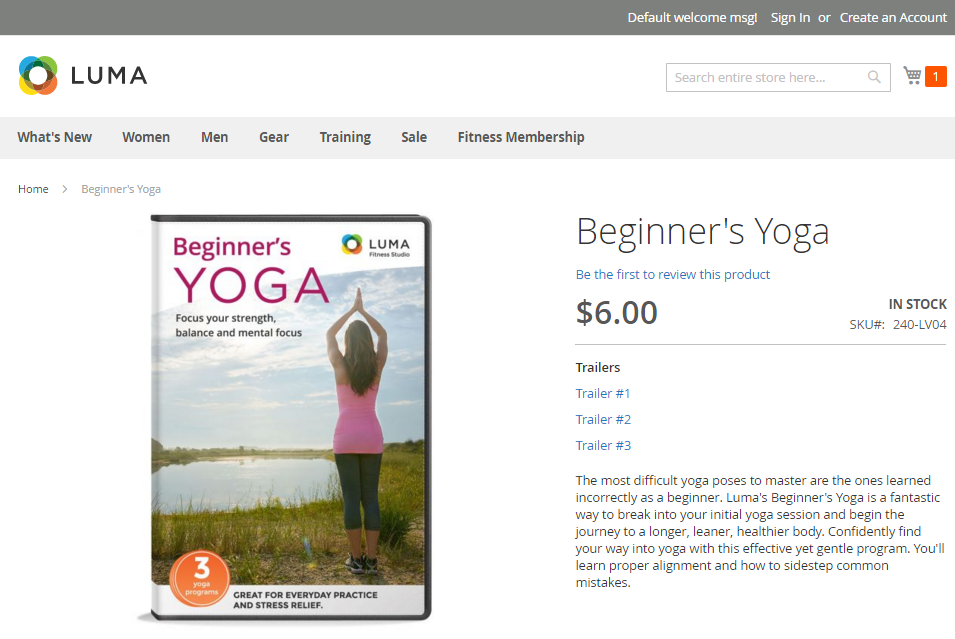 Default welcome msg! Sign In or Create an Account
LUMA
Search entire store here...
1
What's New Women Men Gear Training Sale Fitness Membership
Home > Beginner's Yoga
Beginner's
YOGA
LUMA
Fitness Studio
Focus your strength,
balance and mental focus
3
yoga
programs
GREAT FOR EVERYDAY PRACTICE
AND STRESS RELIEF.
Beginner's Yoga
Be the first to review this product
$6.00
IN STOCK
SKU#: 240-LV04
Trailers
Trailer #1
Trailer #2
Trailer #3
The most difficult yoga poses to master are the ones learned
incorrectly as a beginner. Luma's Beginner's Yoga is a fantastic
way to break into your initial yoga session and begin the
journey to a longer, leaner, healthier body. Confidently find
your way into yoga with this effective yet gentle program. You'll
learn proper alignment and how to sidestep common
mistakes.